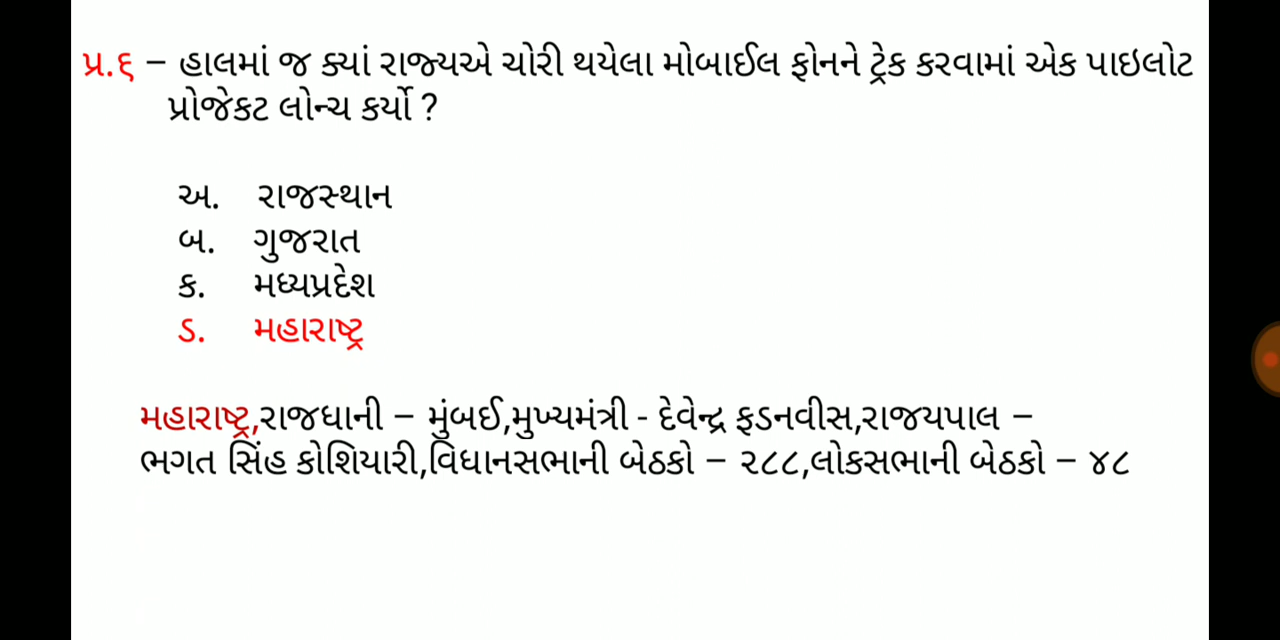 પ્ર.૬ – હાલમાં જ ક્યાં રાજ્યએ ચોરી થયેલા મોબાઈલ ફોનને ટ્રેક કરવામાં એક પાઇલોટ
પ્રોજેકટ લોન્ચ કર્યો ?
અ. રાજસ્થાન
બ. ગુજરાત
ક. મધ્યપ્રદેશ
ડ. મહારાષ્ટ્ર
મહારાષ્ટ્ર,રાજધાની – મુંબઈ,મુખ્યમંત્રી - દેવેન્દ્ર ફડનવીસ,રાજયપાલ –
ભગત સિંહ કોશિયારી,વિધાનસભાની બેઠકો – ૨૮૮,લોકસભાની બેઠકો – ૪૮